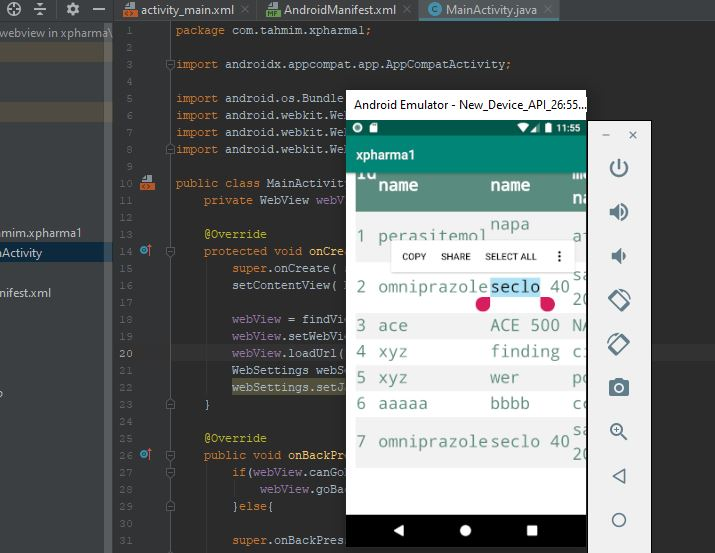 activity_main.xml AndroidManifest.xml MainActivity.java
webview in xpharma\
mim.xpharma1
Activity
nifest.xml
1 package com.tahmim.xpharma1;
2
3 import androidx.appcompat.app.AppCompatActivity;
4
5 import android.os.Bundle
6 import android.webkit.We
7 import android.webkit.We
8 import android.webkit.We
9
10 public class MainActivit
11 private WebView webV
12
13 @Override
14 protected void onCre
15 super.onCreate(
16 setContentView(
17
18 webView = findVi
19 webView.setWebVi
20 webView.loadUrl(
21 WebSettings webS
22 webSettings.setJ
23 }
24
25 @Override
26 public void onBackPre
27 if(webView.canGo
28 webView.goBa
29 }else{
30
31 super.onBackPres
Android Emulator - New_Device_API_26:55...
11:55
xpharma1
id name name
1 perasitemol napa
COPY SHARE SELECT ALL
2 omniprazole seclo 40 sa
20
3 ace ACE 500 NA
4 xyz finding ci
5 xyz wer po
6 aaaaa bbbb cc
7 omniprazole seclo 40 sa
20